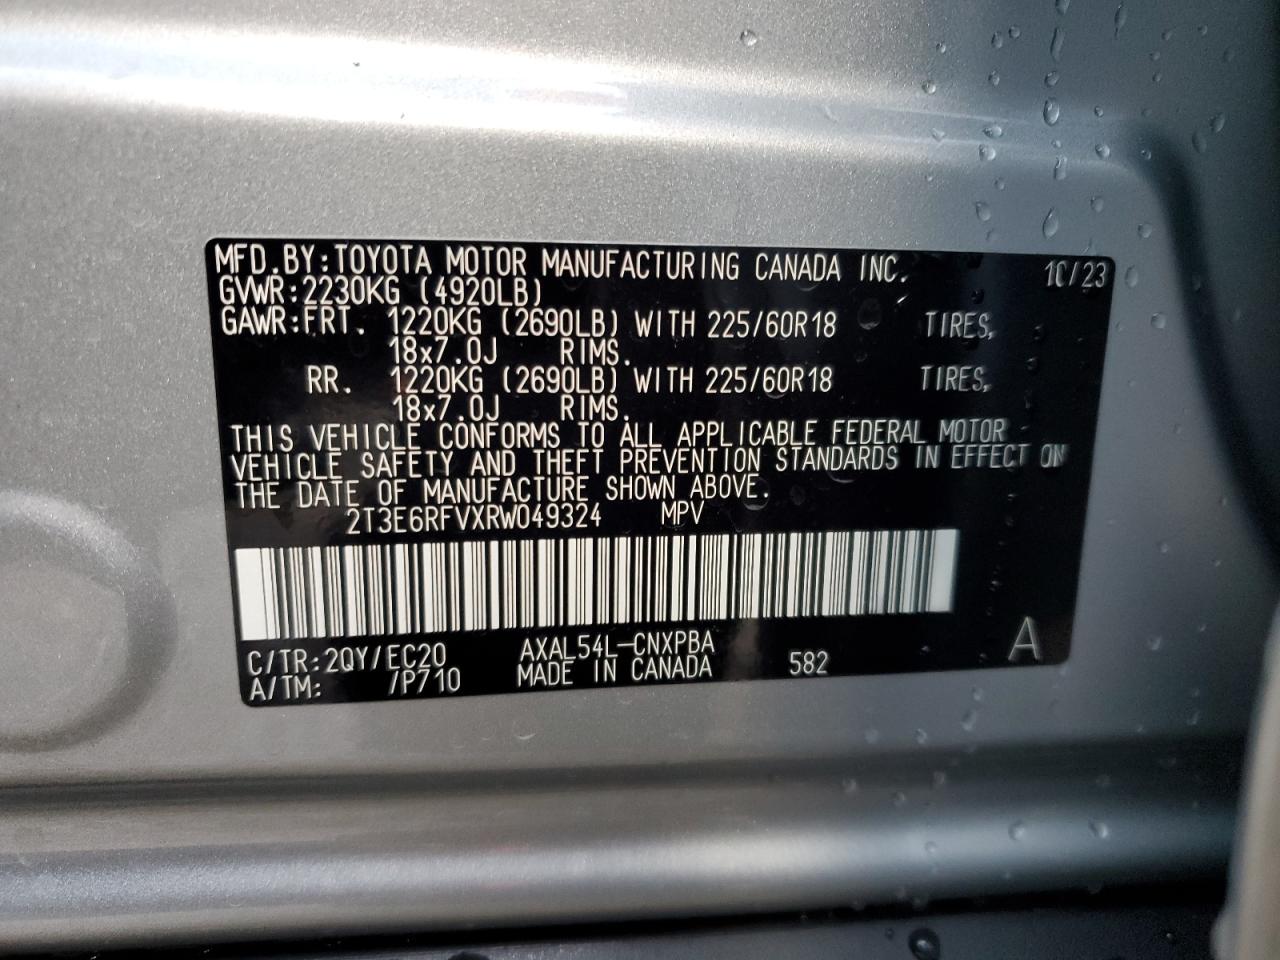 MFD.BY:TOYOTA MOTOR MANUFACTURING CANADA INC. 10/23
GVWR:2230KG (4920LB)
GAWR:FRT. 1220KG (2690LB) WITH 225/60R18 TIRES,
18x7.0J RIMS.
RR. 1220KG (2690LB) WITH 225/60R18 TIRES,
18x7.0J RIMS.
THIS VEHICLE CONFORMS TO ALL APPLICABLE FEDERAL MOTOR
VEHICLE SAFETY AND THEFT PREVENTION STANDARDS IN EFFECT ON
THE DATE OF MANUFACTURE SHOWN ABOVE.
2T3E6RFVXRW049324 MPV
C/TR:2QY/EC20 AXAL54L-CNXPBA
A/TM: /P710 MADE IN CANADA 582 A